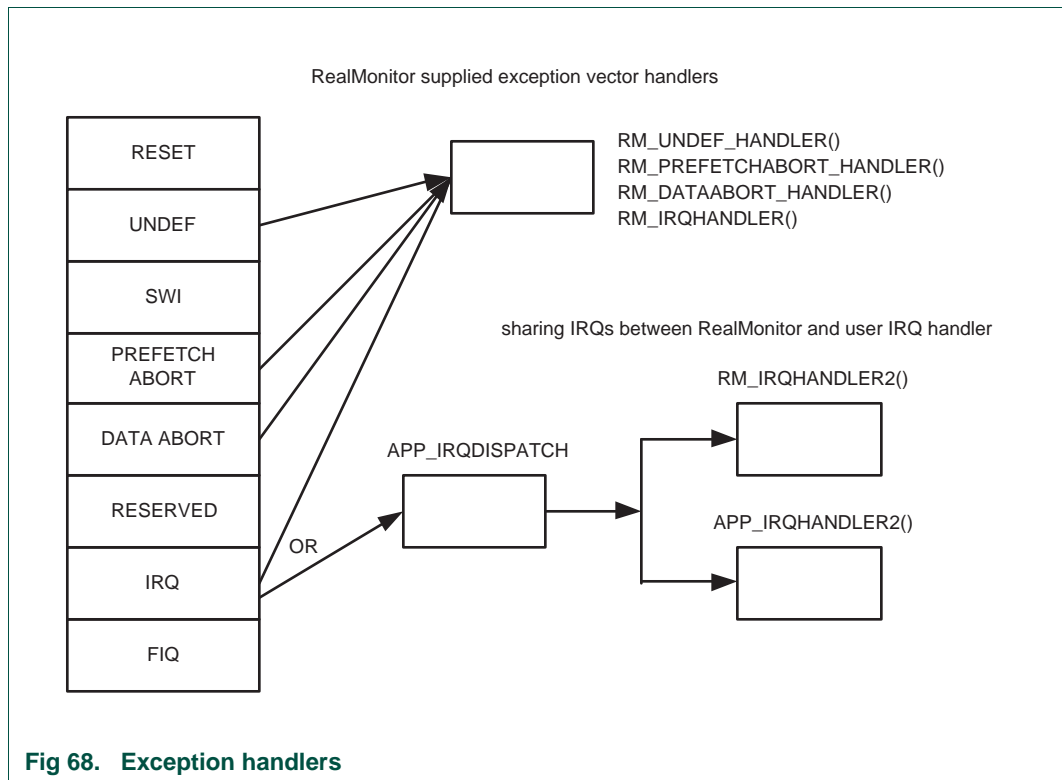 RealMonitor supplied exception vector handlers
RESET
UNDEF
SWI
PREFETCH
ABORT
DATA ABORT
RESERVED
IRQ
FIQ
RM_UNDEF_HANDLER()
RM_PREFETCHABORT_HANDLER()
RM_DATAABORT_HANDLER()
RM_IRQHANDLER()
sharing IRQs between RealMonitor and user IRQ handler
RM_IRQHANDLER2()
APP_IRQDISPATCH
APP_IRQHANDLER2()
OR
Fig 68. Exception handlers